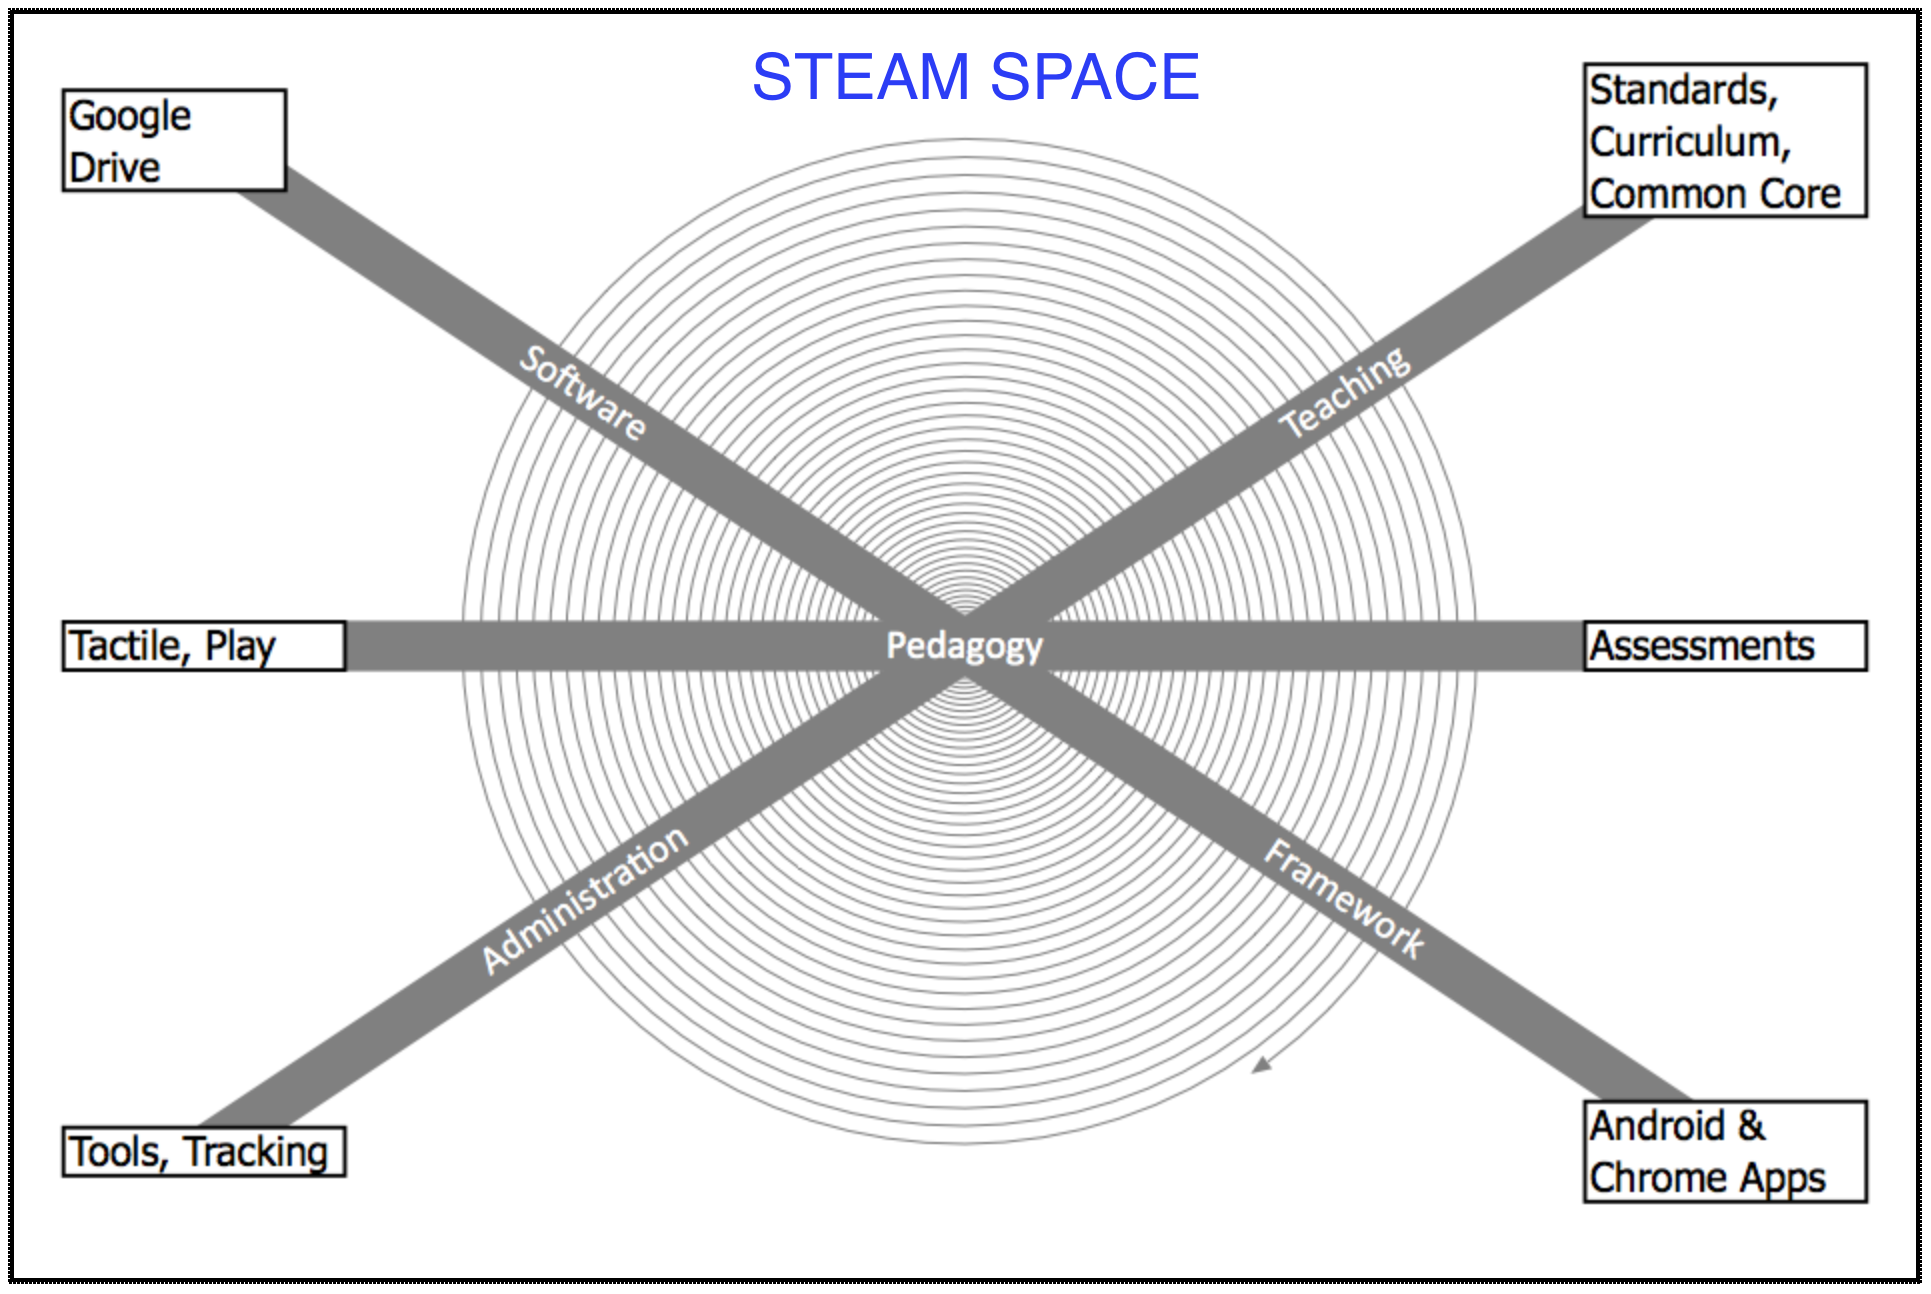 STEAM SPACE
Google
Drive
Standards,
Curriculum,
Common Core
Software
Teaching
Tactile, Play
Pedagogy
Assessments
Administration
Framework
Tools, Tracking
Android &
Chrome Apps